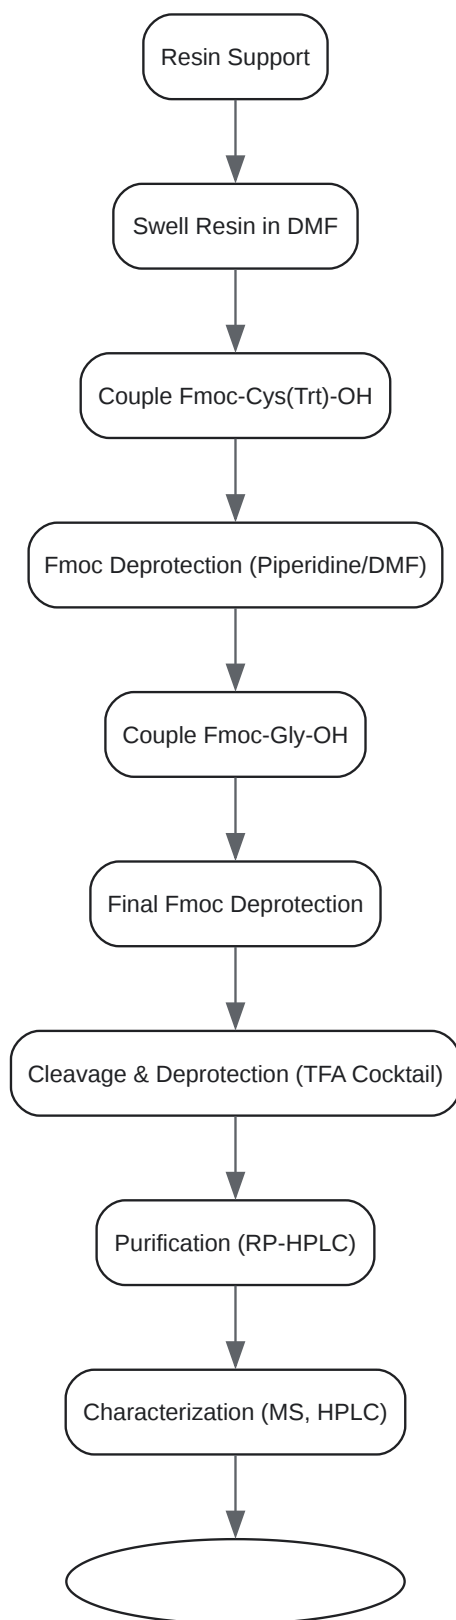 Resin Support
Swell Resin in DMF
Couple Fmoc-Cys(Trt)-OH
Fmoc Deprotection (Piperidine/DMF)
Couple Fmoc-Gly-OH
Final Fmoc Deprotection
Cleavage & Deprotection (TFA Cocktail)
Purification (RP-HPLC)
Characterization (MS, HPLC)